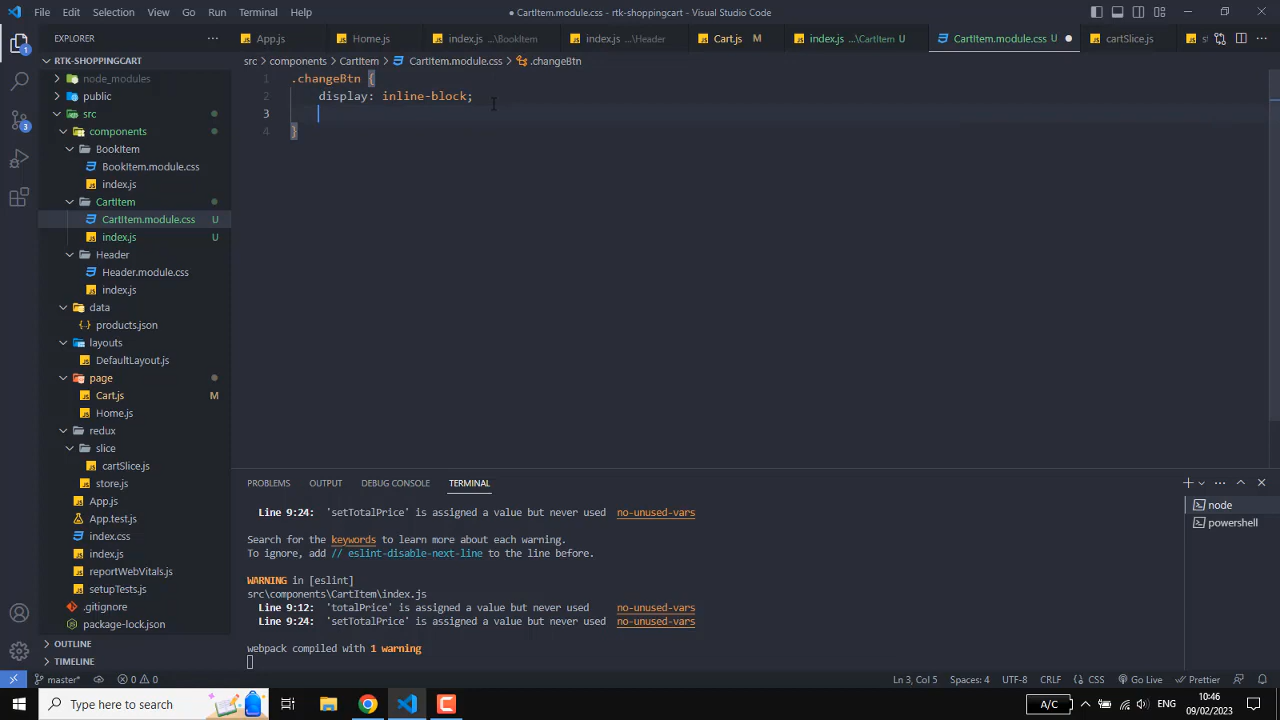 File Edit Selection View Go Run Terminal Help
● CartItem.module.css - rtk-shoppingcart - Visual Studio Code
EXPLORER
App.js
Home.js
index.js ...\BookItem
index.js ...\Header
Cart.js M
index.js ...\CartItem U
CartItem.module.css U
cartSlice.js
RTK-SHOPPINGCART
src > components > CartItem > CartItem.module.css > .changeBtn
node_modules
public
src
components
BookItem
BookItem.module.css
index.js
CartItem
CartItem.module.css U
index.js U
Header
Header.module.css
index.js
data
products.json
layouts
DefaultLayout.js
page
Cart.js M
Home.js
redux
slice
cartSlice.js
store.js
App.js
App.test.js
index.css
index.js
reportWebVitals.js
setupTests.js
.gitignore
package-lock.json
OUTLINE
TIMELINE
1 .changeBtn {
2 display: inline-block;
3
4 }
PROBLEMS OUTPUT DEBUG CONSOLE TERMINAL
Line 9:24: 'setTotalPrice' is assigned a value but never used no-unused-vars
Search for the keywords to learn more about each warning.
To ignore, add // eslint-disable-next-line to the line before.
WARNING in [eslint]
src\components\CartItem\index.js
Line 9:12: 'totalPrice' is assigned a value but never used no-unused-vars
Line 9:24: 'setTotalPrice' is assigned a value but never used no-unused-vars
webpack compiled with 1 warning
node
powershell
master* 0 0
Ln 3, Col 5 Spaces: 4 UTF-8 CRLF CSS Go Live Prettier
Type here to search
A/C
ENG
10:46
09/02/2023